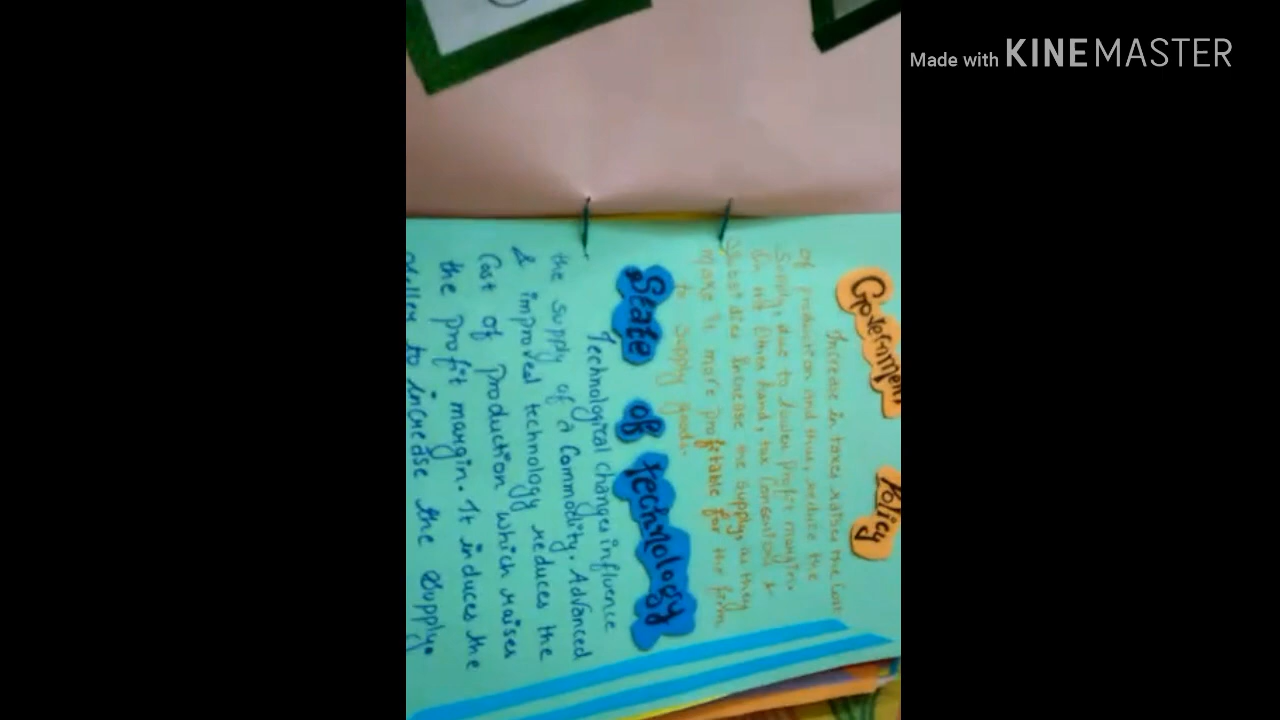 Made with KINEMASTER
Government Policy
Increase in taxes raises the Cost
of production and thus, reduce the
Supply, due to lower profit margin.
On other hand, tax Concessions &
increase the supply, as they
make it more profitable for the firm
to supply goods.
State of technology
Technological changes influence
the supply of a Commodity. Advanced
& improved technology reduces the
Cost of Production which raises
the profit margin. It induces the
seller to increase the supply.